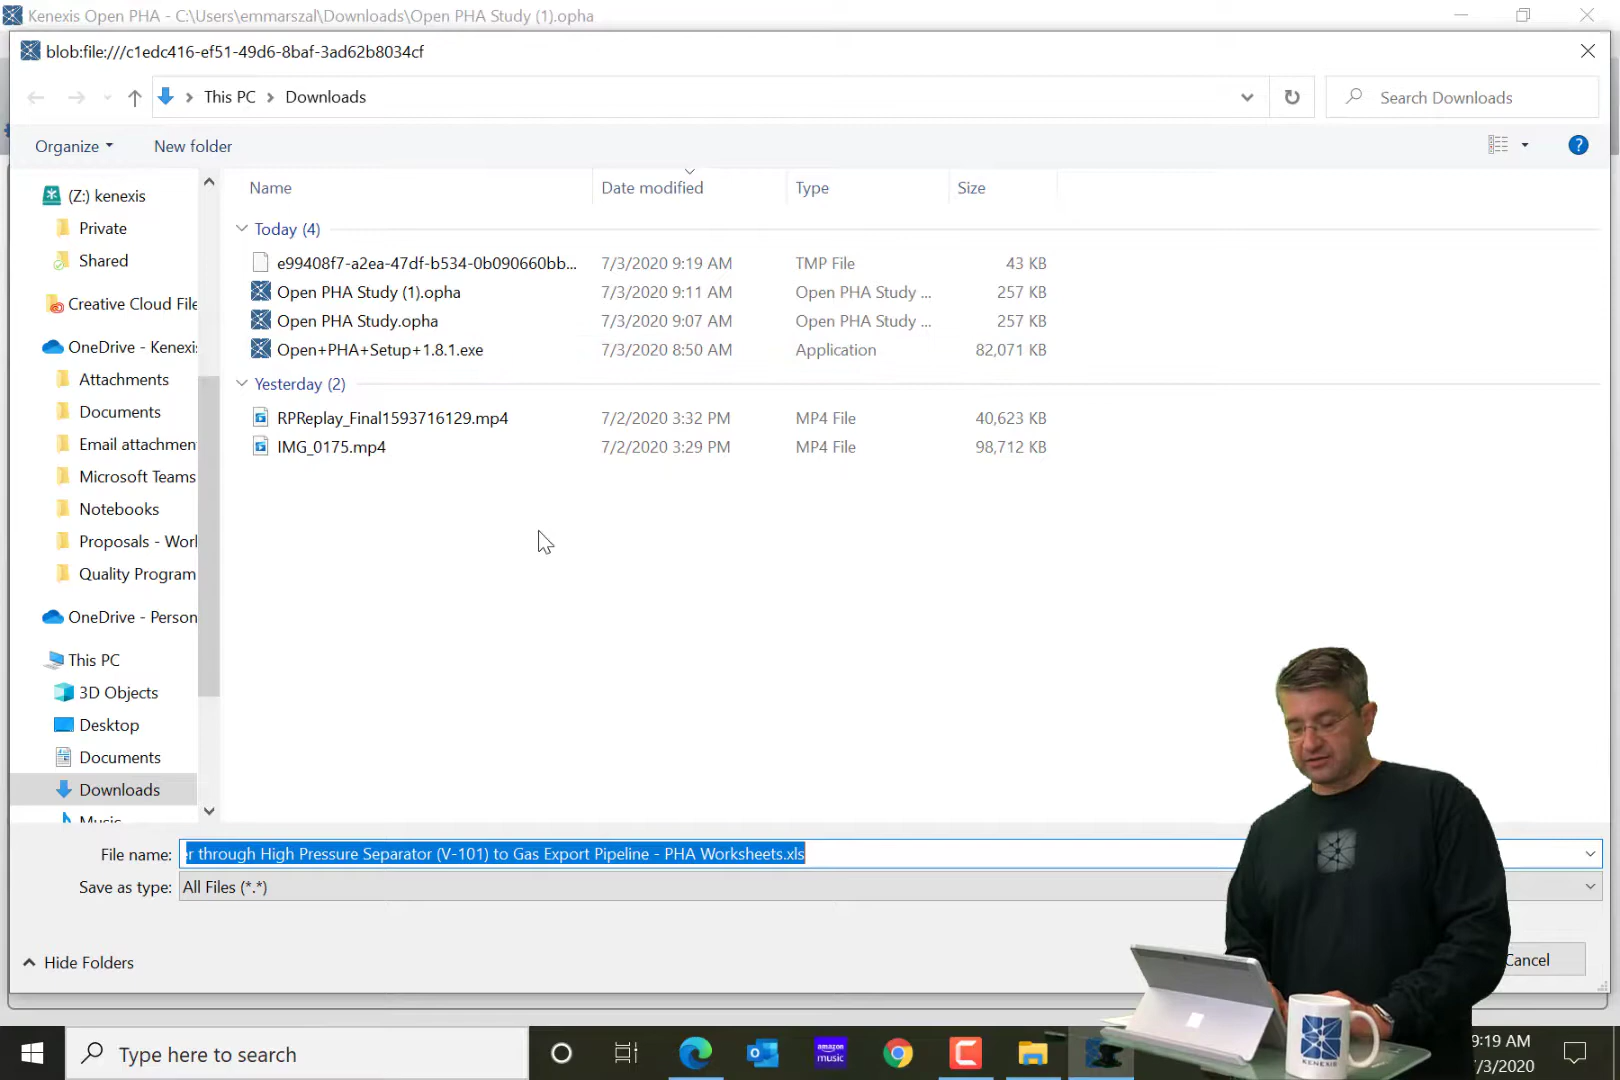 Kenexis Open PHA - C:\Users\emmarszal\Downloads\Open PHA Study (1).opha
blob:file:///c1edc416-ef51-49d6-8baf-3ad62b8034cf
This PC > Downloads
Search Downloads
Organize
New folder
(Z:) kenexis
Private
Shared
Creative Cloud File
OneDrive - Kenexi
Attachments
Documents
Email attachmen
Microsoft Teams
Notebooks
Proposals - Worl
Quality Program
OneDrive - Person
This PC
3D Objects
Desktop
Documents
Downloads
Music
Name Date modified Type Size
Today (4)
e99408f7-a2ea-47df-b534-0b090660bb... 7/3/2020 9:19 AM TMP File 43 KB
Open PHA Study (1).opha 7/3/2020 9:11 AM Open PHA Study ... 257 KB
Open PHA Study.opha 7/3/2020 9:07 AM Open PHA Study ... 257 KB
Open+PHA+Setup+1.8.1.exe 7/3/2020 8:50 AM Application 82,071 KB
Yesterday (2)
RPReplay_Final1593716129.mp4 7/2/2020 3:32 PM MP4 File 40,623 KB
IMG_0175.mp4 7/2/2020 3:29 PM MP4 File 98,712 KB
File name: r through High Pressure Separator (V-101) to Gas Export Pipeline - PHA Worksheets.xls
Save as type: All Files (*.*)
Hide Folders
Cancel
KENEXIS
Type here to search
amazon music
9:19 AM
/3/2020